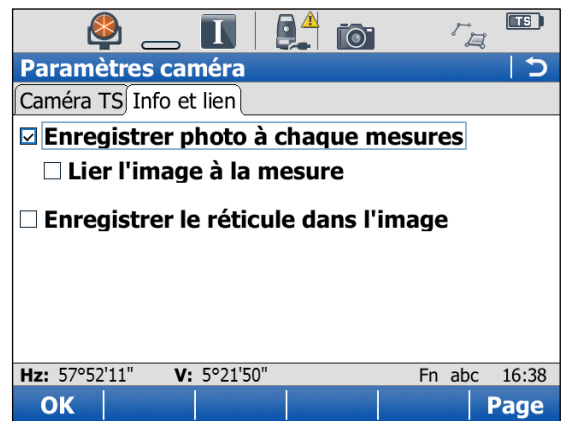 I TS
Paramètres caméra
Caméra TS Info et lien
Enregistrer photo à chaque mesures
Lier l'image à la mesure
Enregistrer le réticule dans l'image
Hz: 57°52'11" V: 5°21'50" Fn abc 16:38
OK Page